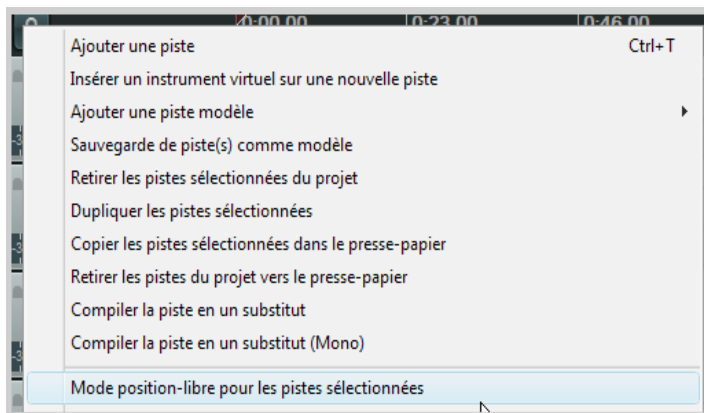 0:00.00 0:23.00 0:46.00
Ajouter une piste Ctrl+T
Insérer un instrument virtuel sur une nouvelle piste
Ajouter une piste modèle
Sauvegarde de piste(s) comme modèle
Retirer les pistes sélectionnées du projet
Dupliquer les pistes sélectionnées
Copier les pistes sélectionnées dans le presse-papier
Retirer les pistes du projet vers le presse-papier
Compiler la piste en un substitut
Compiler la piste en un substitut (Mono)
Mode position-libre pour les pistes sélectionnées